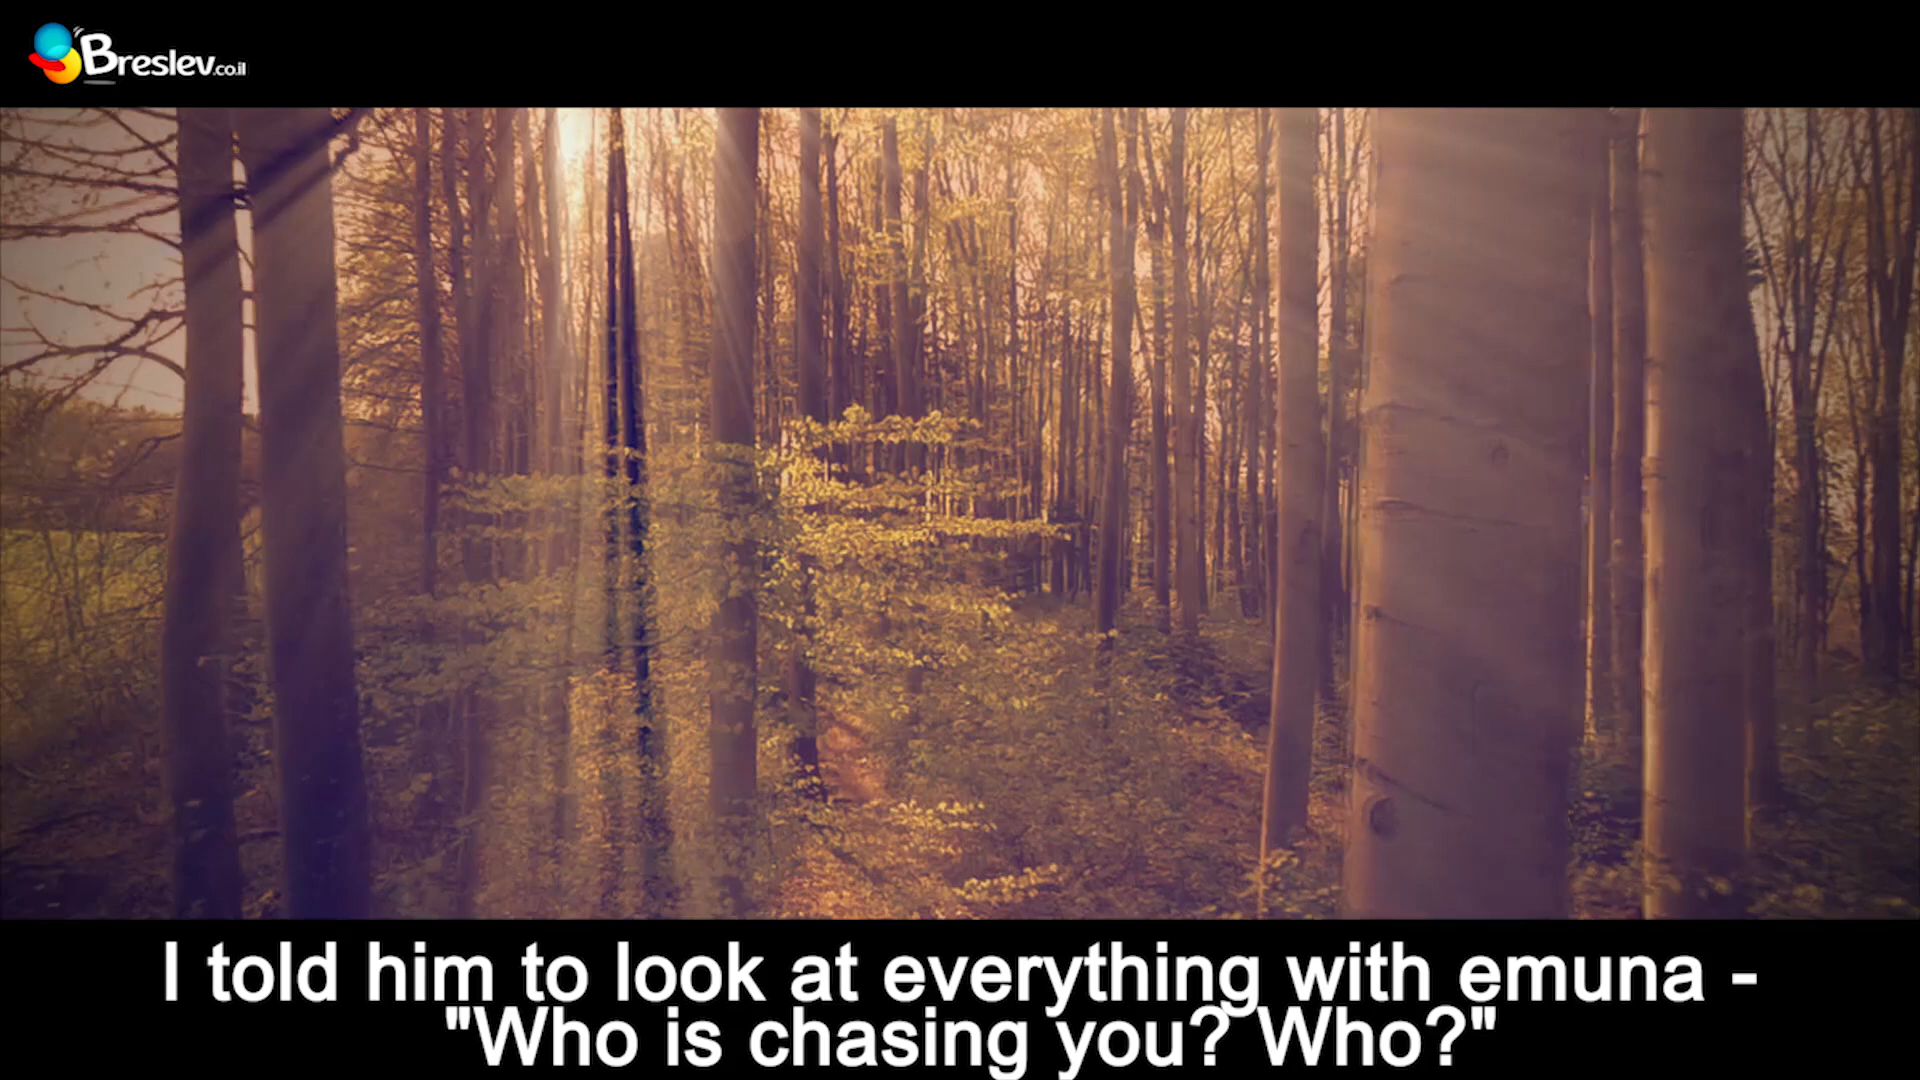 Breslev.co.il
I told him to look at everything with emuna -
"Who is chasing you? Who?"